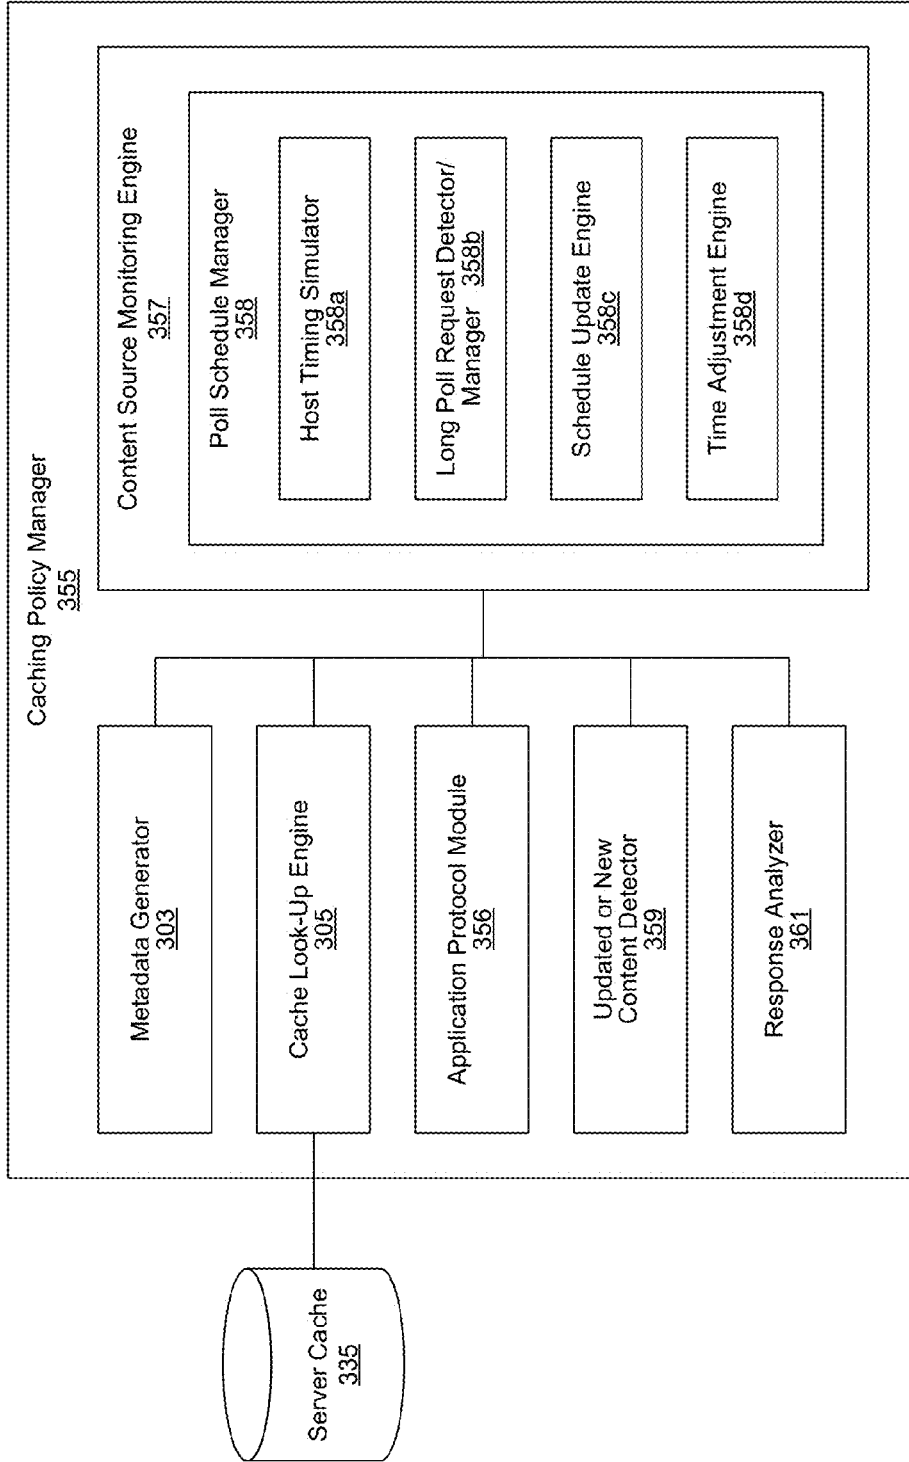 Caching Policy Manager
355
Metadata Generator
303
Cache Look-Up Engine
305
Application Protocol Module
356
Updated or New
Content Detector
359
Response Analyzer
361
Content Source Monitoring Engine
357
Poll Schedule Manager
358
Host Timing Simulator
358a
Long Poll Request Detector/
Manager 358b
Schedule Update Engine
358c
Time Adjustment Engine
358d
Server Cache
335